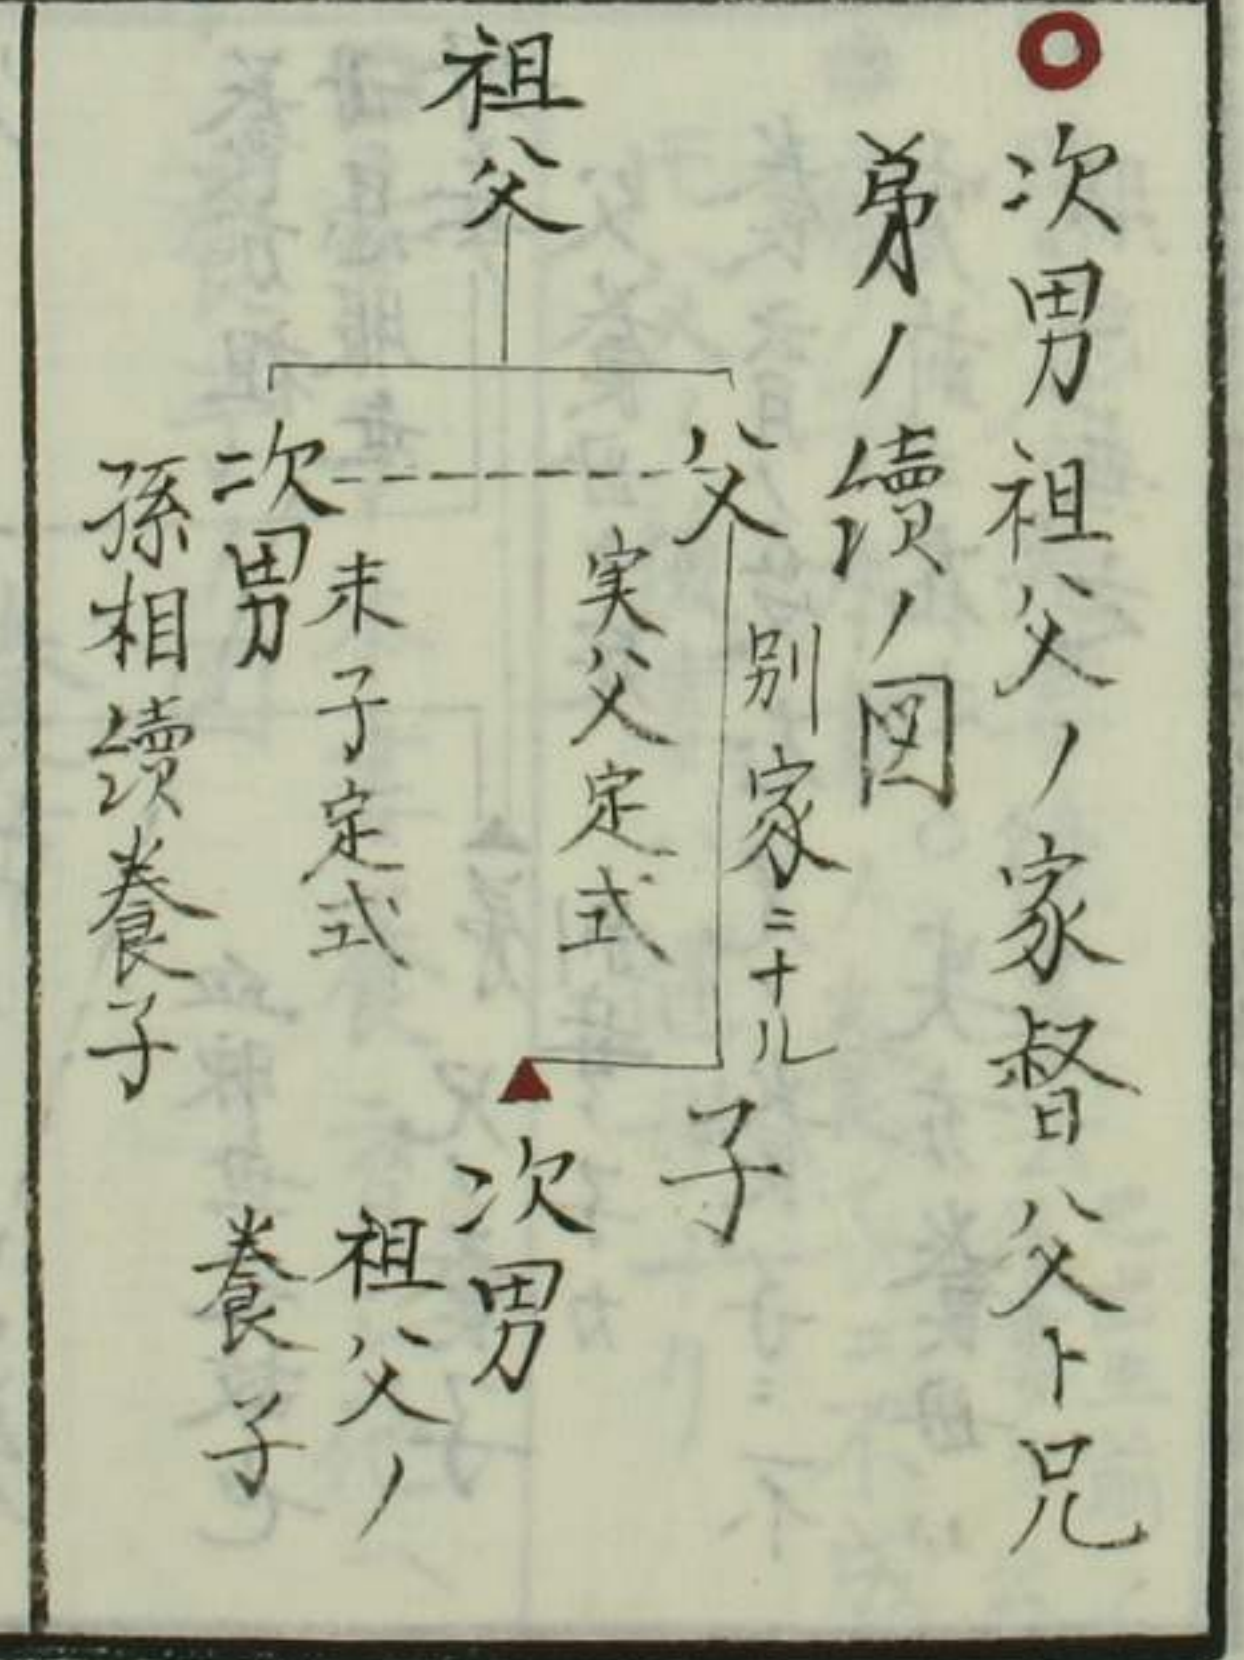 次男祖父ノ家督父ト兄
弟ノ續ノ図
祖父
父
別家ニナル
実父定式
子
次男
祖父ノ
養子
次男
末子定式
孫相續養子